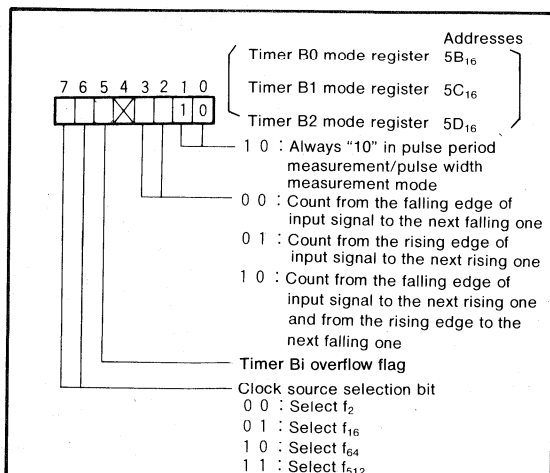 Addresses
Timer B0 mode register 5B₁₆
7 6 5 4 3 2 1 0
Timer B1 mode register 5C₁₆
1 0
Timer B2 mode register 5D₁₆
1 0 : Always "10" in pulse period
measurement/pulse width
measurement mode
0 0 : Count from the falling edge of
input signal to the next falling one
0 1 : Count from the rising edge of
input signal to the next rising one
1 0 : Count from the falling edge of
input signal to the next rising one
and from the rising edge to the
next falling one
Timer Bi overflow flag
Clock source selection bit
0 0 : Select f₂
0 1 : Select f₁₆
1 0 : Select f₆₄
1 1 : Select f₅₁₂